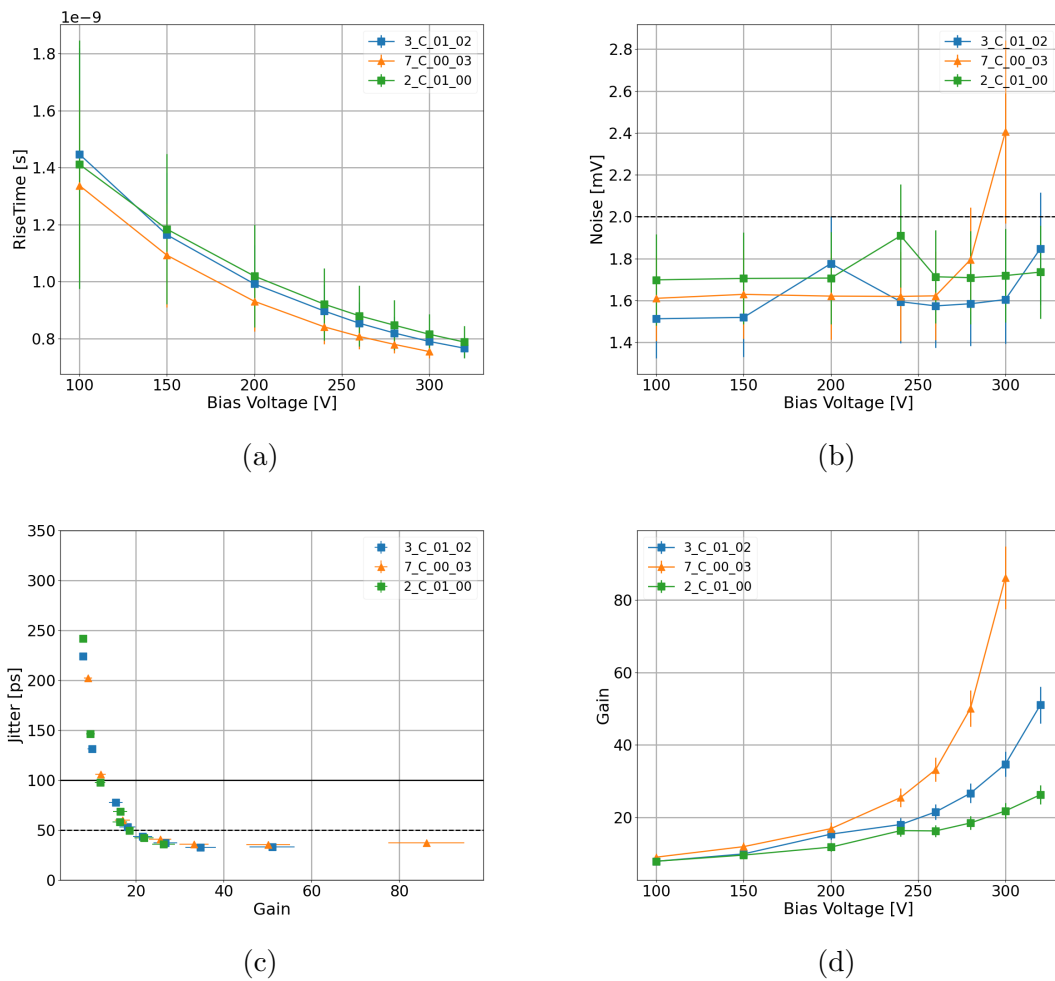 1e−9
1.8
1.6
1.4
1.2
1.0
0.8
RiseTime [s]
100 150 200 250 300
Bias Voltage [V]
3_C_01_02
7_C_00_03
2_C_01_00
(a)
2.8
2.6
2.4
2.2
2.0
1.8
1.6
1.4
Noise [mV]
100 150 200 250 300
Bias Voltage [V]
3_C_01_02
7_C_00_03
2_C_01_00
(b)
350
300
250
200
150
100
50
0
Jitter [ps]
20 40 60 80
Gain
3_C_01_02
7_C_00_03
2_C_01_00
(c)
80
60
40
20
Gain
100 150 200 250 300
Bias Voltage [V]
3_C_01_02
7_C_00_03
2_C_01_00
(d)